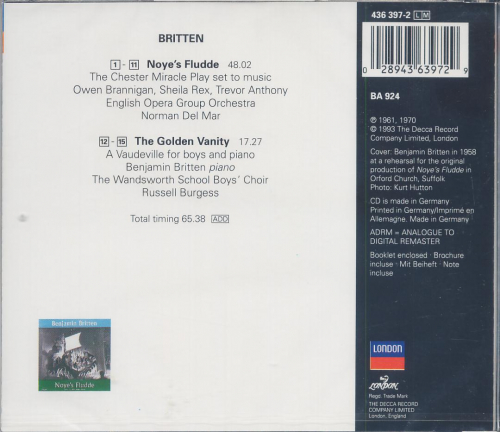 BRITTEN
1 - 11 Noye's Fludde 48.02
The Chester Miracle Play set to music
Owen Brannigan, Sheila Rex, Trevor Anthony
English Opera Group Orchestra
Norman Del Mar
12 - 15 The Golden Vanity 17.27
A Vaudeville for boys and piano
Benjamin Britten piano
The Wandsworth School Boys' Choir
Russell Burgess
Total timing 65.38 ADD
Benjamin Britten
Noye's Fludde
436 397-2 L M
0 28943 63972 9
BA 924
℗ 1961, 1970
© 1993 The Decca Record
Company Limited, London
Cover: Benjamin Britten in 1958
at a rehearsal for the original
production of Noye's Fludde in
Orford Church, Suffolk
Photo: Kurt Hutton
CD is made in Germany
Printed in Germany/Imprimé en
Allemagne. Made in Germany
ADRM = ANALOGUE TO
DIGITAL REMASTER
Booklet enclosed · Brochure
incluse · Mit Beiheft · Note
incluse
LONDON
London
Regd. Trade Mark
THE DECCA RECORD
COMPANY LIMITED
London, England